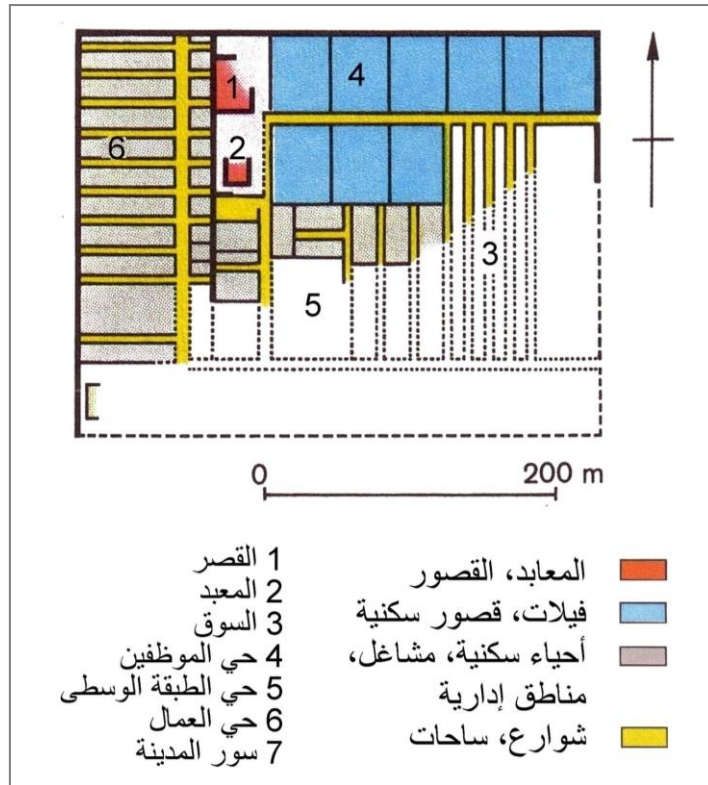 1
4
2
6
3
5
0
200 m
1 القصر
2 المعبد
3 السوق
4 حي الموظفين
5 حي الطبقة الوسطى
6 حي العمال
7 سور المدينة
المعابد، القصور
فيلات، قصور سكنية
أحياء سكنية، مشاغل،
مناطق إدارية
شوارع، ساحات